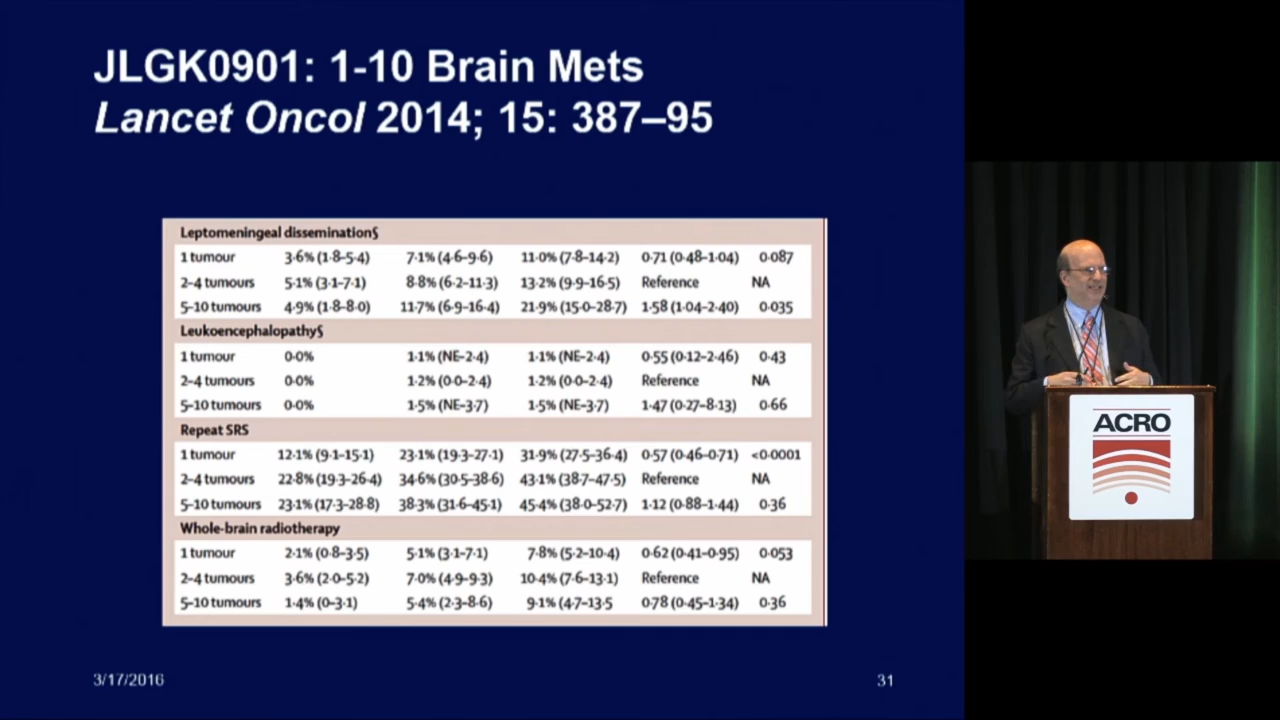 JLGK0901: 1-10 Brain Mets
Lancet Oncol 2014; 15: 387–95
Leptomeningeal dissemination§
1 tumour 3·6% (1·8–5·4) 7·1% (4·6–9·6) 11·0% (7·8–14·2) 0·71 (0·48–1·04) 0·087
2–4 tumours 5·1% (3·1–7·1) 8·8% (6·2–11·3) 13·2% (9·9–16·5) Reference NA
5–10 tumours 4·9% (1·8–8·0) 11·7% (6·9–16·4) 21·9% (15·0–28·7) 1·58 (1·04–2·40) 0·035
Leukoencephalopathy§
1 tumour 0·0% 1·1% (NE–2·4) 1·1% (NE–2·4) 0·55 (0·12–2·46) 0·43
2–4 tumours 0·0% 1·2% (0·0–2·4) 1·2% (0·0–2·4) Reference NA
5–10 tumours 0·0% 1·5% (NE–3·7) 1·5% (NE–3·7) 1·47 (0·27–8·13) 0·66
Repeat SRS
1 tumour 12·1% (9·1–15·1) 23·1% (19·3–27·1) 31·9% (27·5–36·4) 0·57 (0·46–0·71) <0·0001
2–4 tumours 22·8% (19·3–26·4) 34·6% (30·5–38·6) 43·1% (38·7–47·5) Reference NA
5–10 tumours 23·1% (17·3–28·8) 38·3% (31·6–45·1) 45·4% (38·0–52·7) 1·12 (0·88–1·44) 0·36
Whole-brain radiotherapy
1 tumour 2·1% (0·8–3·5) 5·1% (3·1–7·1) 7·8% (5·2–10·4) 0·62 (0·41–0·95) 0·053
2–4 tumours 3·6% (2·0–5·2) 7·0% (4·9–9·3) 10·4% (7·6–13·1) Reference NA
5–10 tumours 1·4% (0–3·1) 5·4% (2·3–8·6) 9·1% (4·7–13·5 0·78 (0·45–1·34) 0·36
3/17/2016 31
ACRO